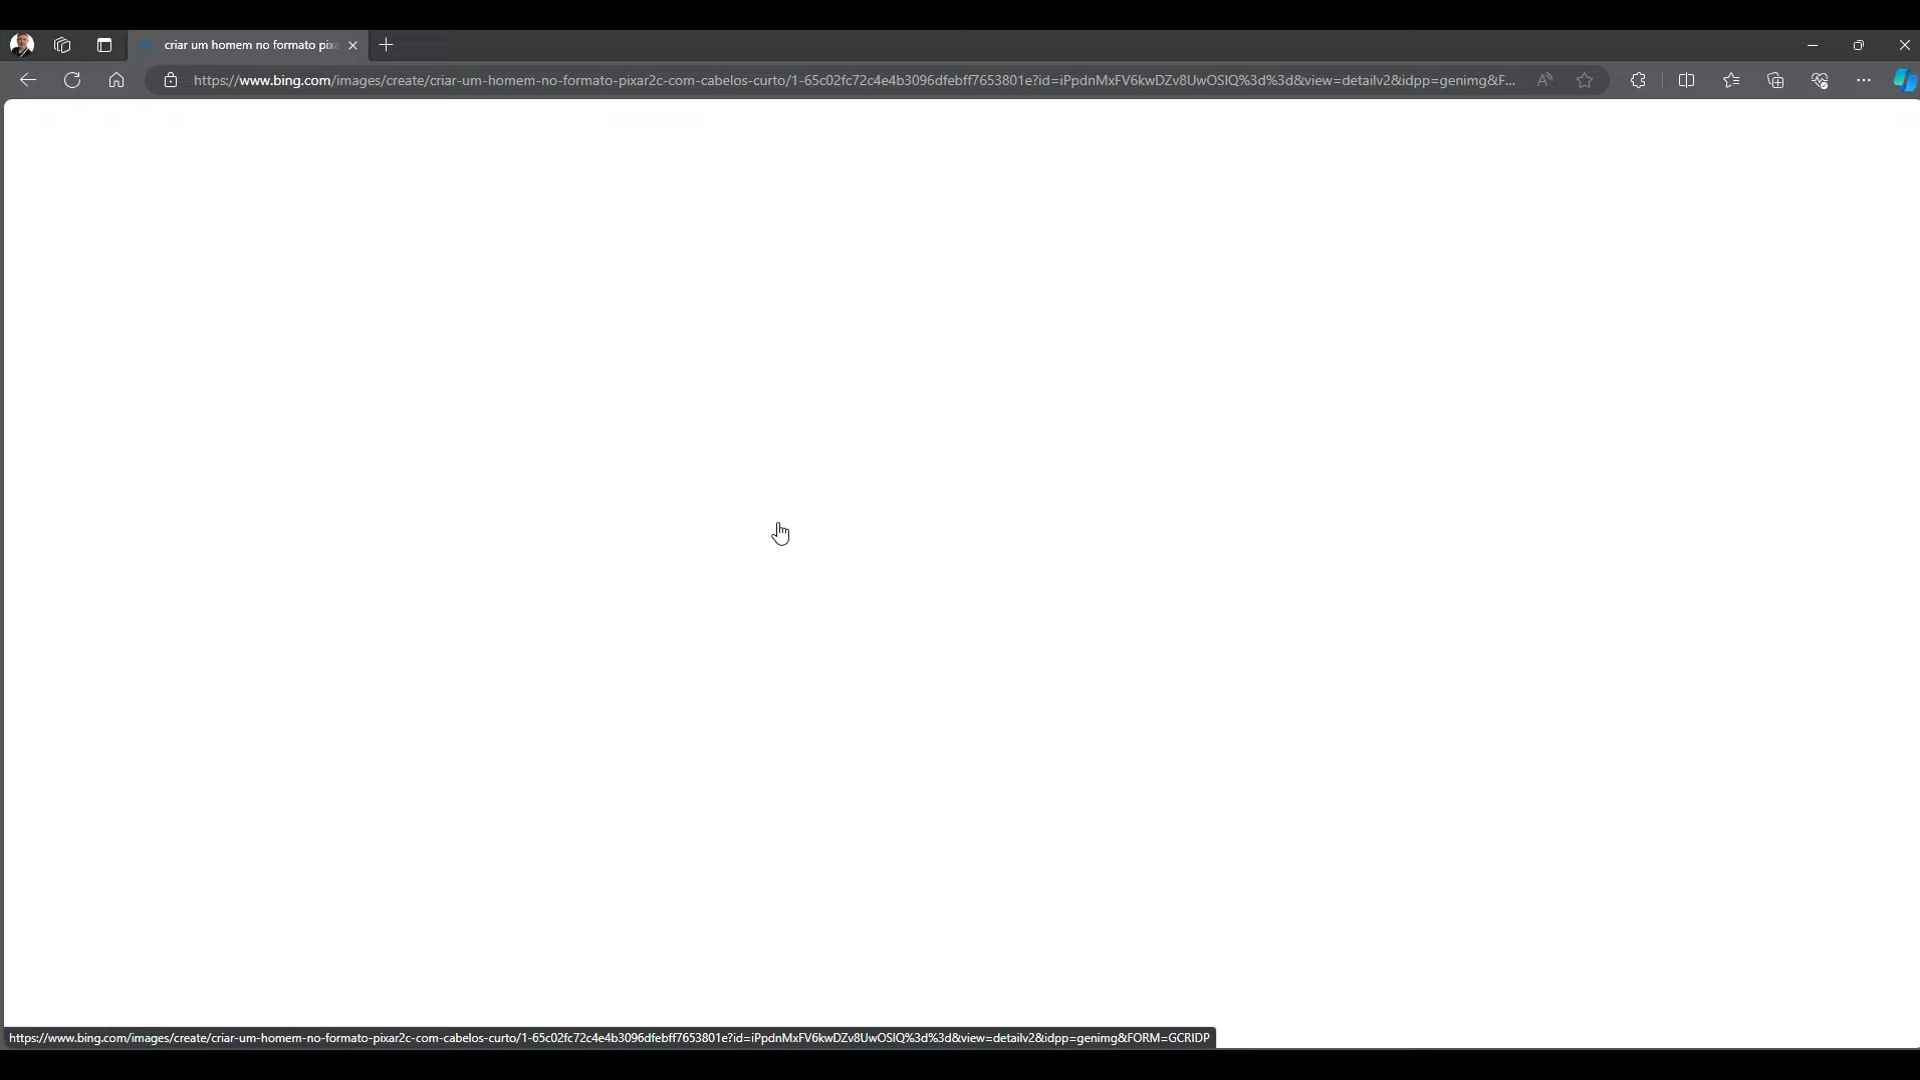 criar um homem no formato pixa
https://www.bing.com/images/create/criar-um-homem-no-formato-pixar2c-com-cabelos-curto/1-65c02fc72c4e4b3096dfebff7653801e?id=iPpdnMxFV6kwDZv8UwOSIQ%3d%3d&view=detailv2&idpp=genimg&F...
https://www.bing.com/images/create/criar-um-homem-no-formato-pixar2c-com-cabelos-curto/1-65c02fc72c4e4b3096dfebff7653801e?id=iPpdnMxFV6kwDZv8UwOSIQ%3d%3d&view=detailv2&idpp=genimg&FORM=GCRIDP